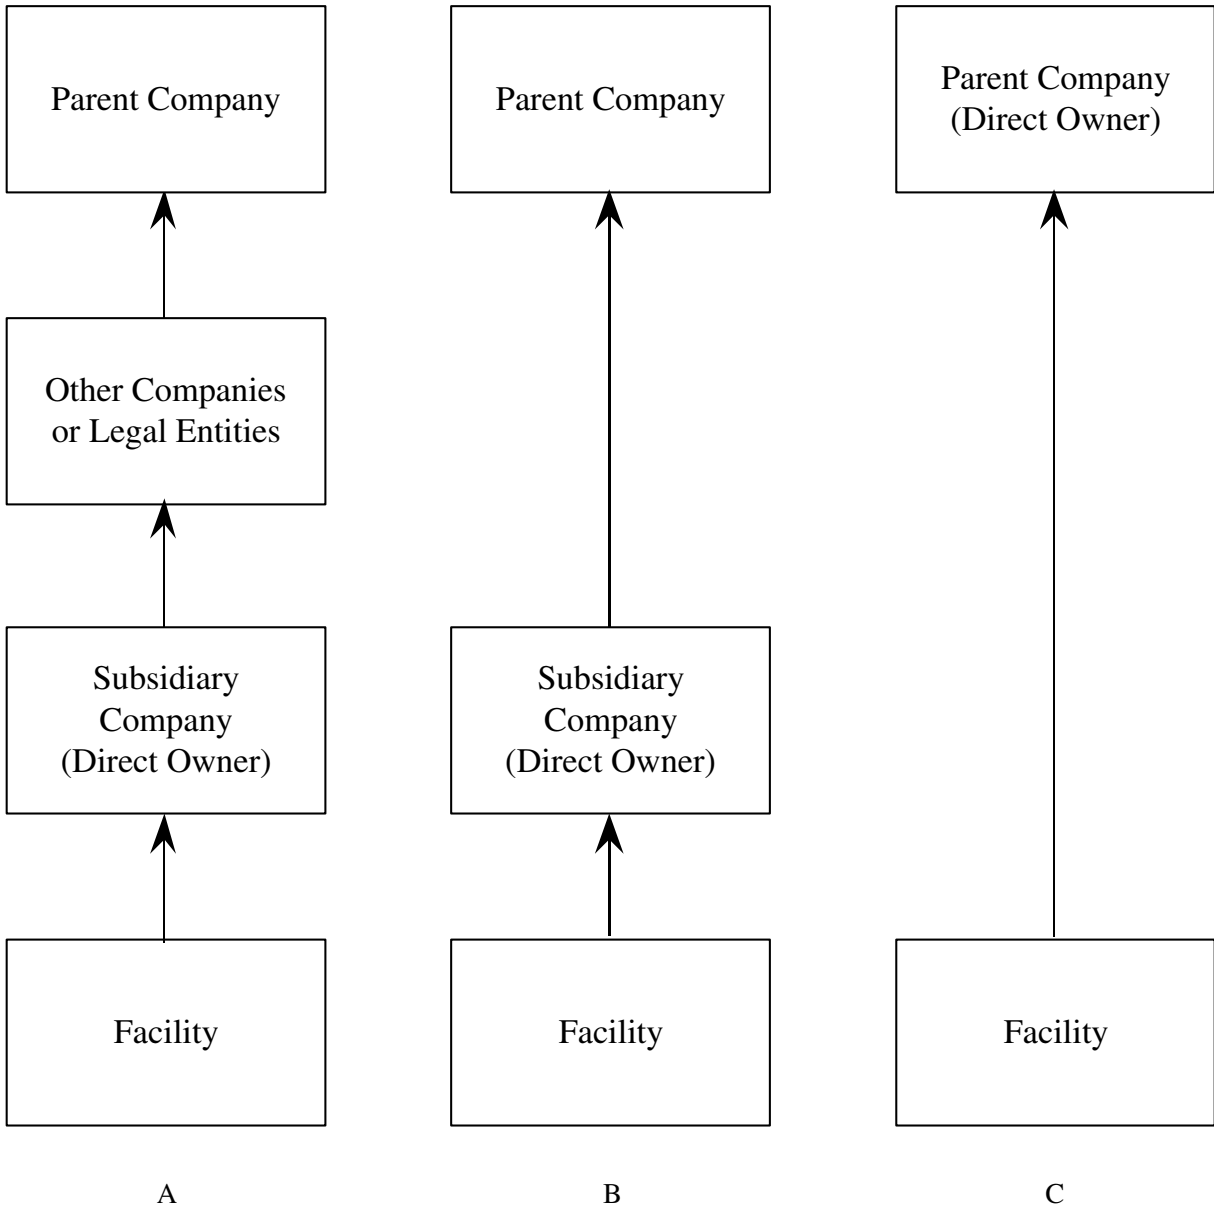 Parent Company
Other Companies
or Legal Entities
Subsidiary
Company
(Direct Owner)
Facility
A
Parent Company
Subsidiary
Company
(Direct Owner)
Facility
B
Parent Company
(Direct Owner)
Facility
C